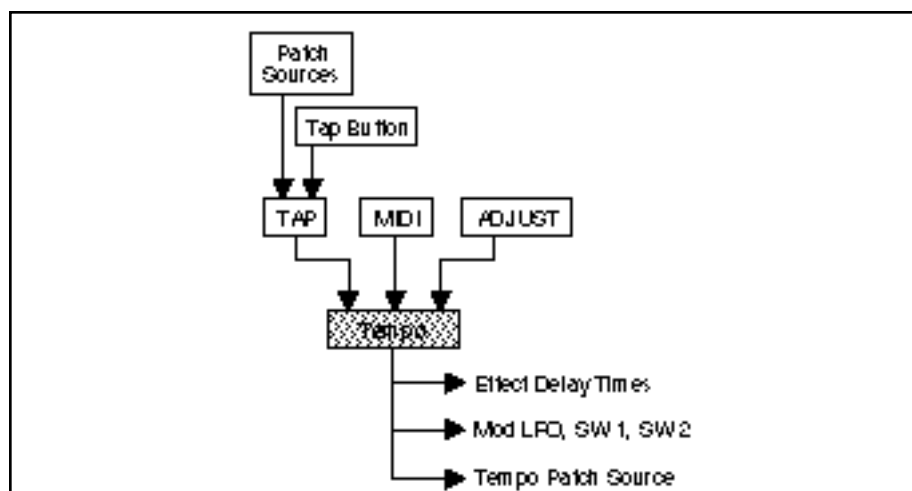 Patch
Sources
Tap Button
TAP
MIDI
ADJUST
Tempo
Effect Delay Times
Mod LFO, SW 1, SW 2
Tempo Patch Source